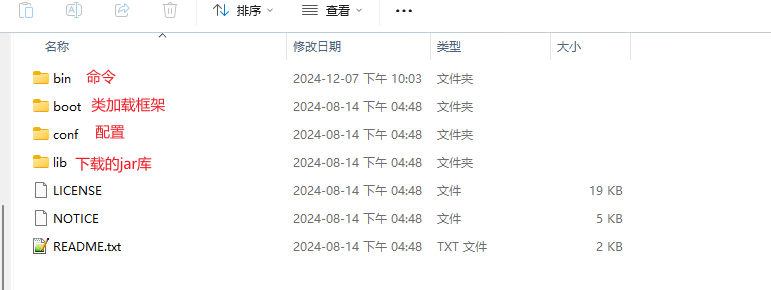 排序 查看
名称 修改日期 类型 大小
bin 命令 2024-12-07 下午 10:03 文件夹
boot 类加载框架 2024-08-14 下午 04:48 文件夹
conf 配置 2024-08-14 下午 04:48 文件夹
lib 下载的jar库 2024-08-14 下午 04:48 文件夹
LICENSE 2024-08-14 下午 04:48 文件 19 KB
NOTICE 2024-08-14 下午 04:48 文件 5 KB
README.txt 2024-08-14 下午 04:48 TXT 文件 2 KB